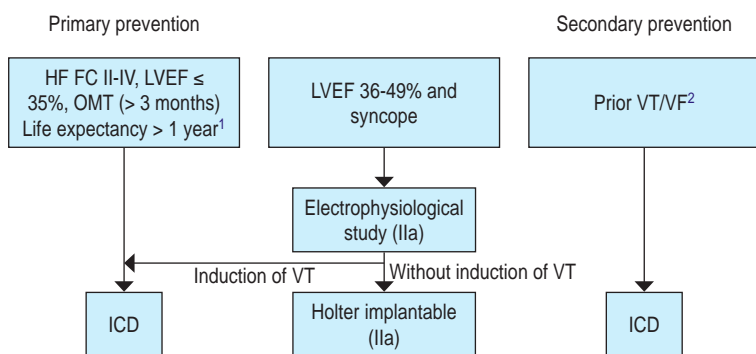 Primary prevention
Secondary prevention
HF FC II-IV, LVEF ≤
35%, OMT (> 3 months)
Life expectancy > 1 year¹
LVEF 36-49% and
syncope
Prior VT/VF²
Electrophysiological
study (IIa)
Induction of VT
Without induction of VT
ICD
Holter implantable
(IIa)
ICD